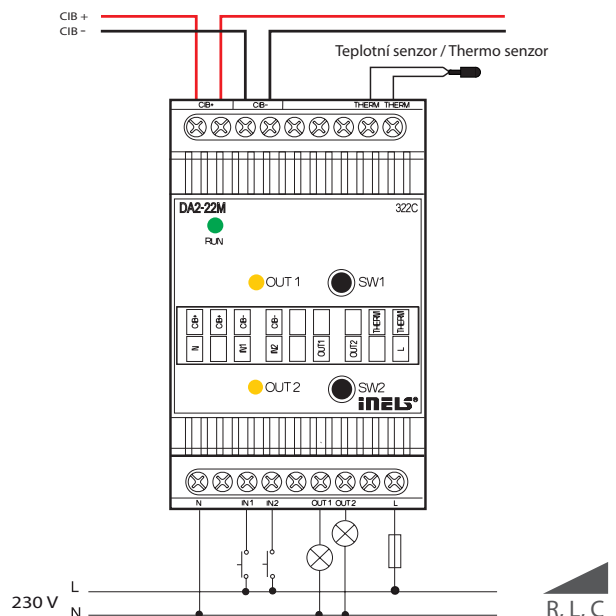 CIB +
CIB -
Teplotní senzor / Thermo senzor
CIB+ CIB- THERM THERM
DA2-22M 322C
RUN
OUT 1 SW1
CIB+ CIB+ CIB- CIB- THERM THERM
N IN1 IN2 OUT1 OUT2 L
OUT 2 SW2
iNELS®
N IN 1 IN 2 OUT 1 OUT 2 L
L
230 V
N
R, L, C